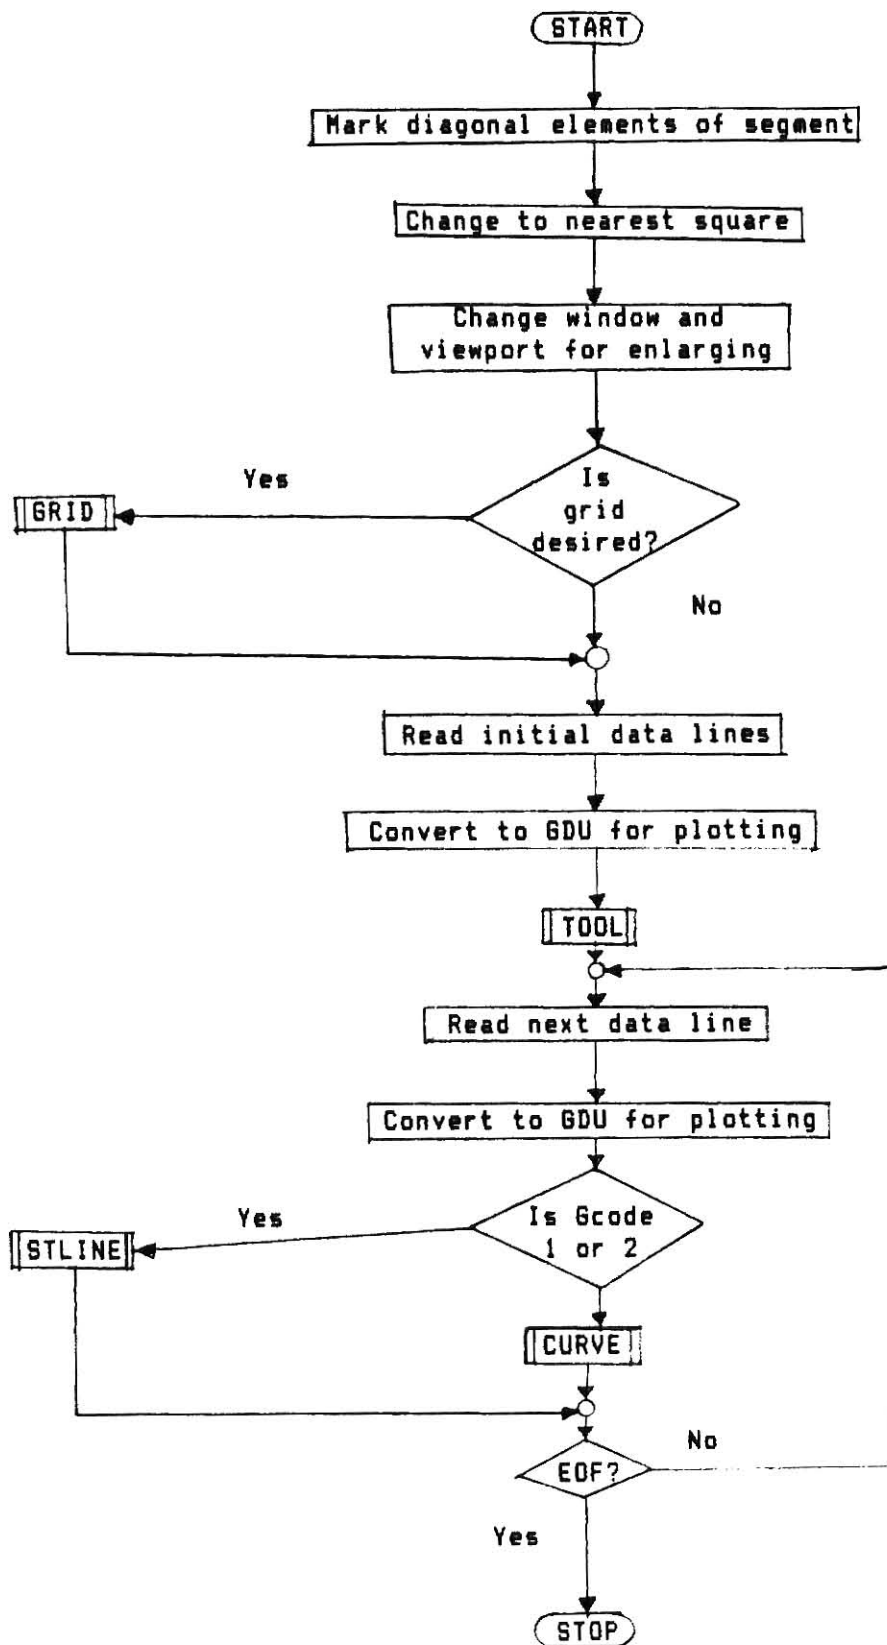 START
Mark diagonal elements of segment
Change to nearest square
Change window and
viewport for enlarging
Yes
Is
grid
desired?
GRID
No
Read initial data lines
Convert to GDU for plotting
TOOL
Read next data line
Convert to GDU for plotting
Yes
Is Gcode
1 or 2
STLINE
CURVE
No
EOF?
Yes
STOP